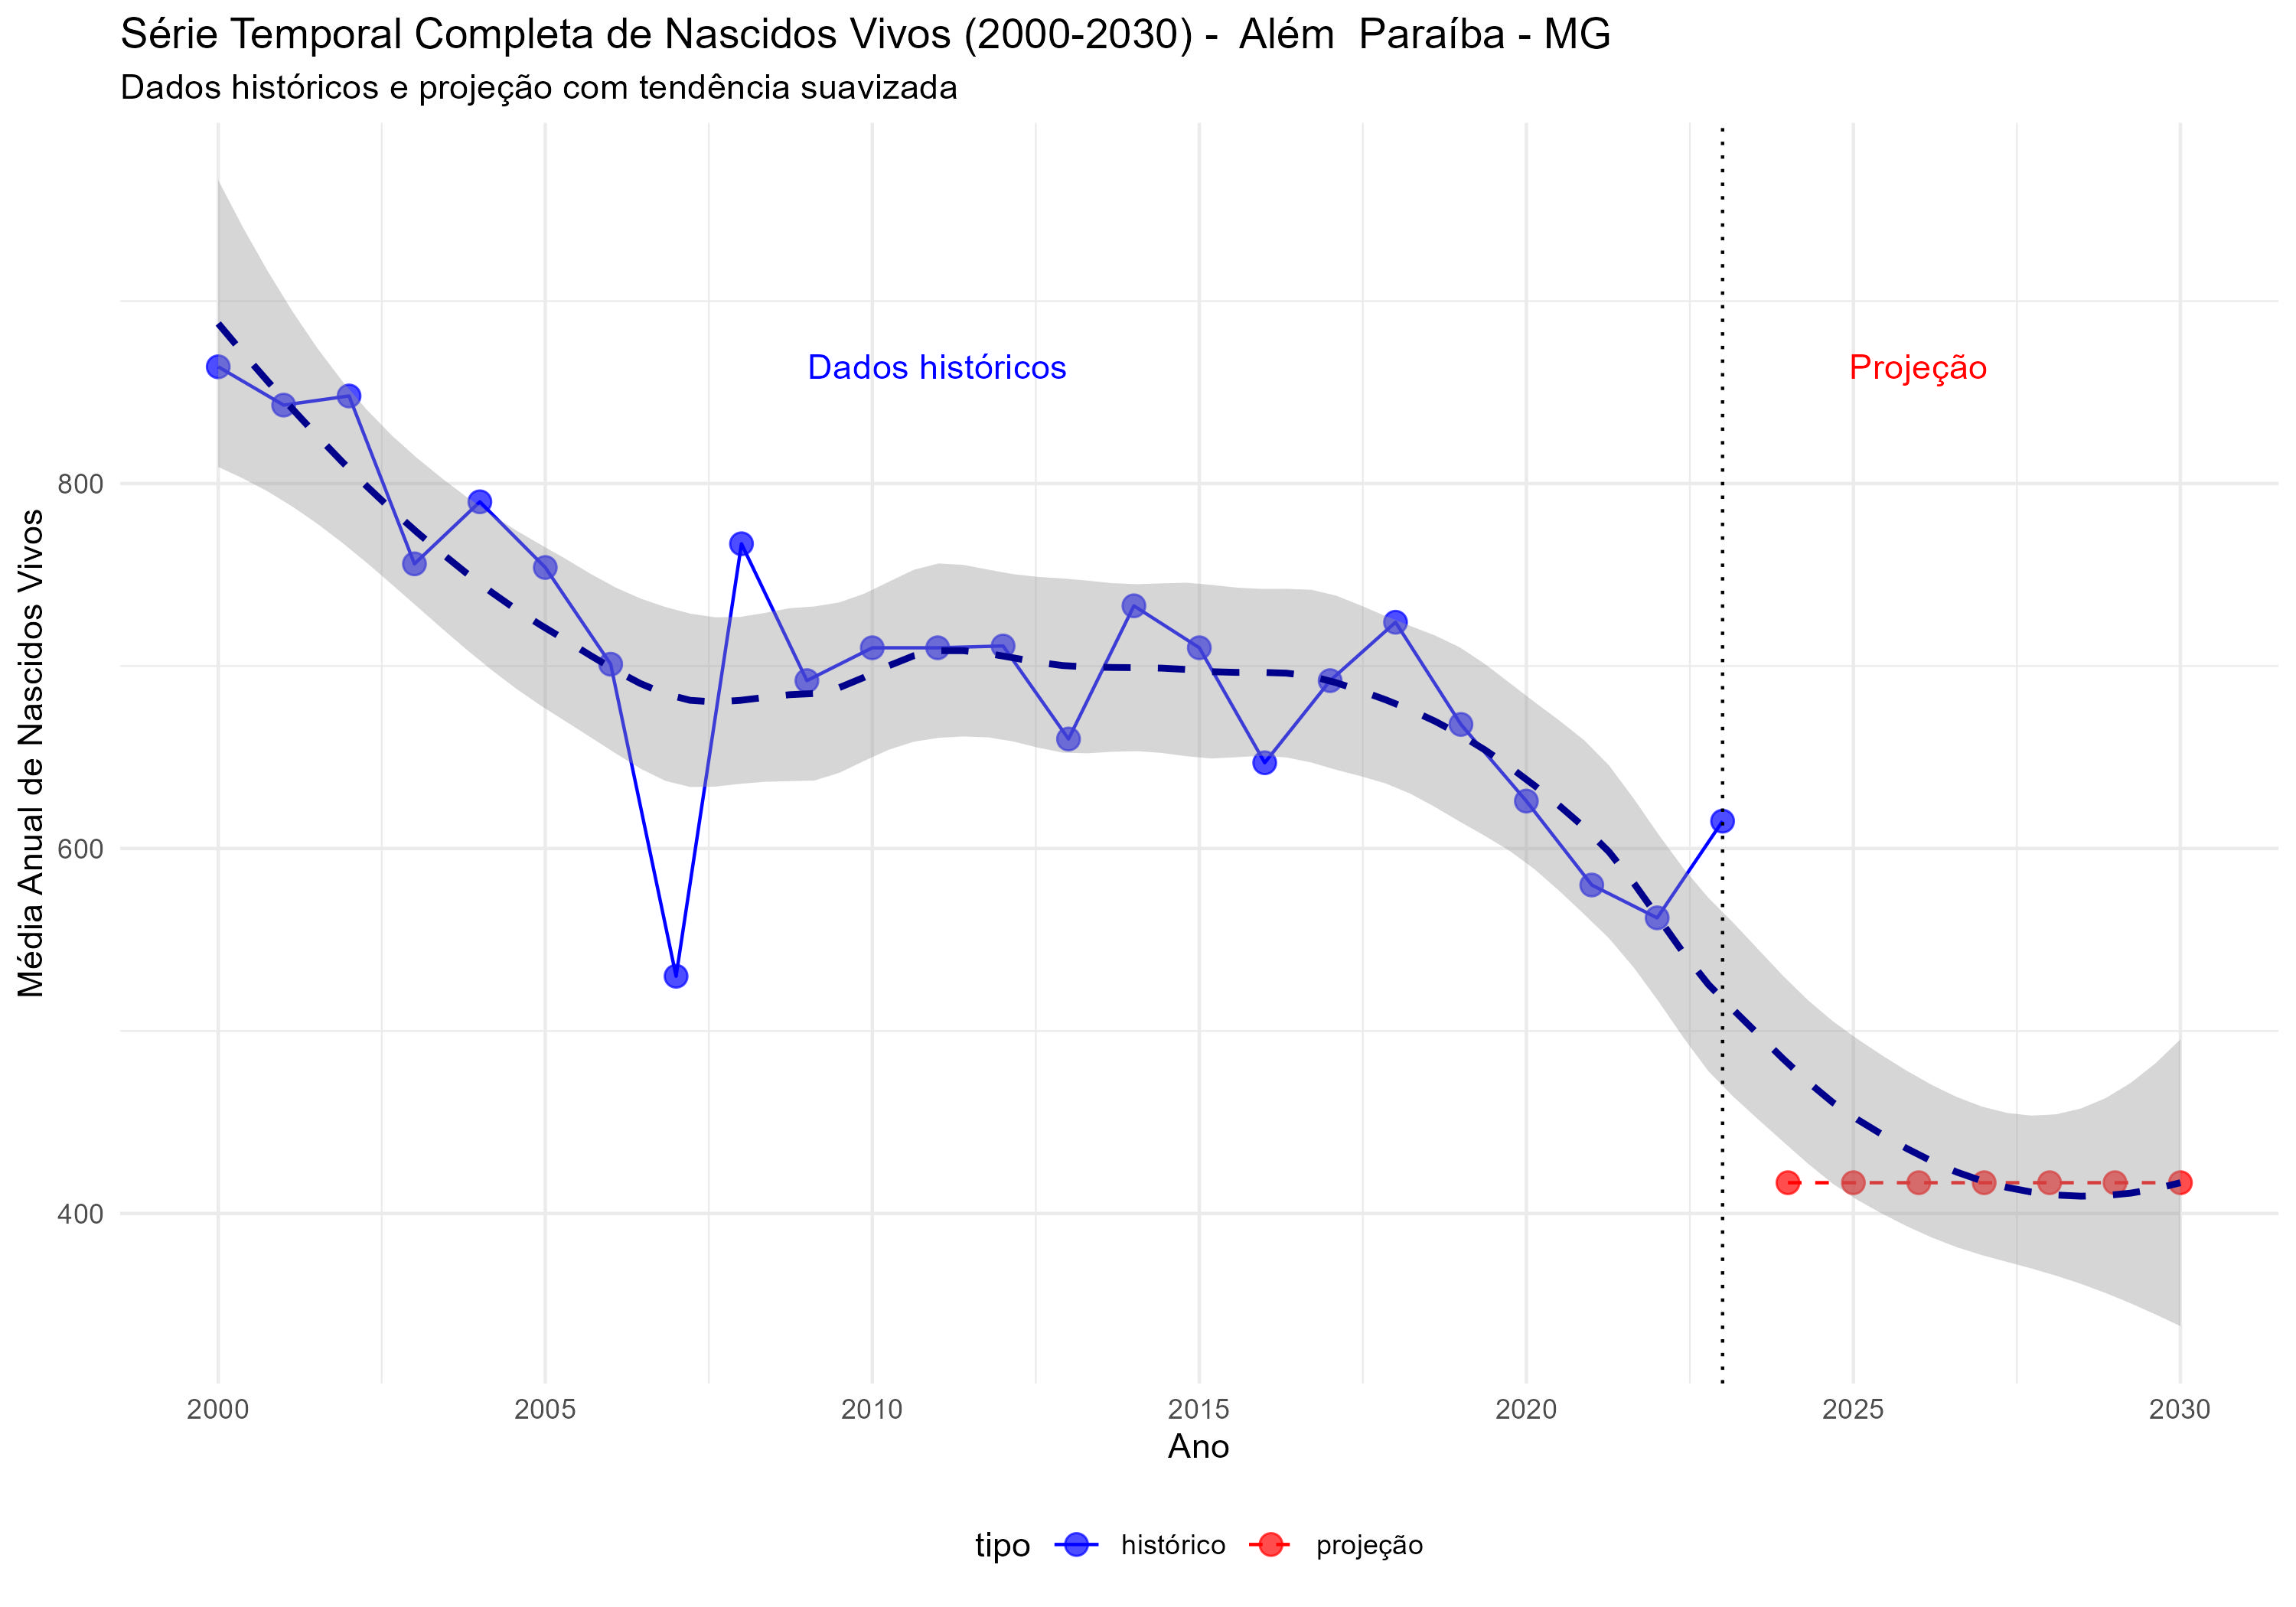 Série Temporal Completa de Nascidos Vivos (2000-2030) -  Além  Paraíba - MG
Dados históricos e projeção com tendência suavizada
Média Anual de Nascidos Vivos
800
600
400
Dados históricos
Projeção
2000
2005
2010
2015
2020
2025
2030
Ano
tipo
histórico
projeção